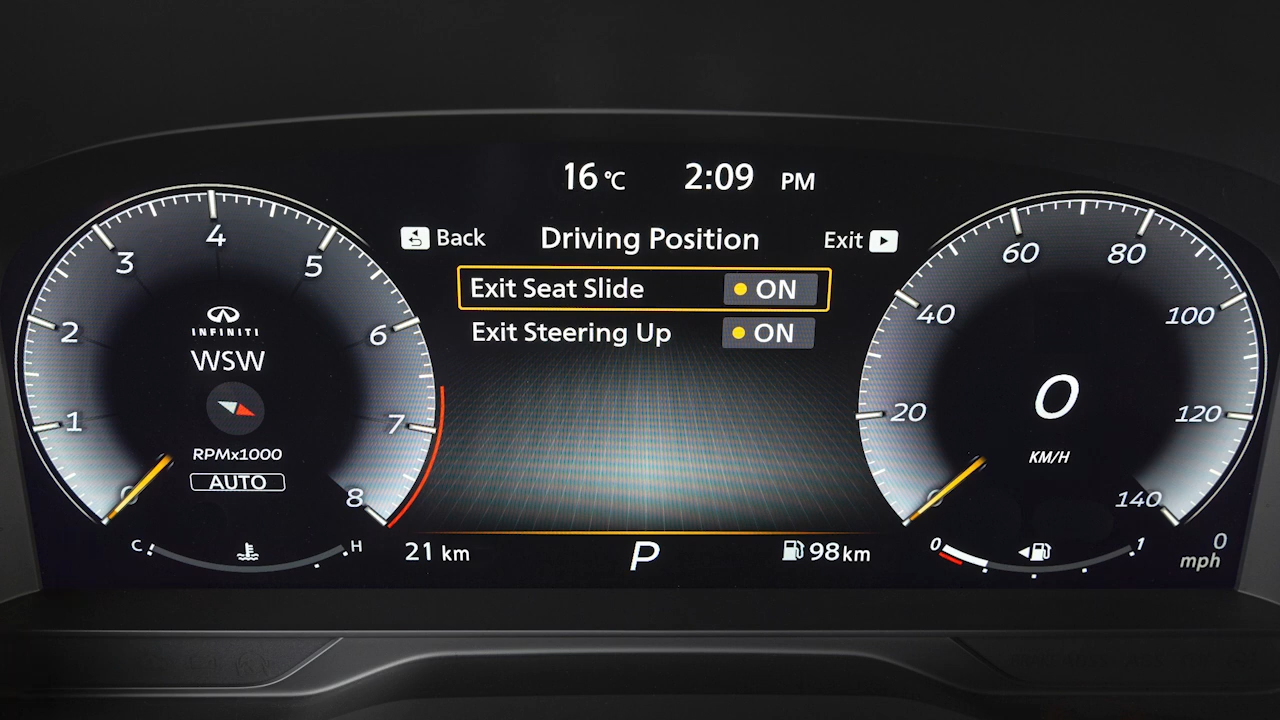 16 °C 2:09 PM
Back Driving Position Exit
Exit Seat Slide ON
Exit Steering Up ON
0 1 2 3 4 5 6 7 8
INFINITI
WSW
RPMx1000
AUTO
C H
21 km P 98 km
0 20 40 60 80 100 120 140
0
KM/H
0 1
0
mph